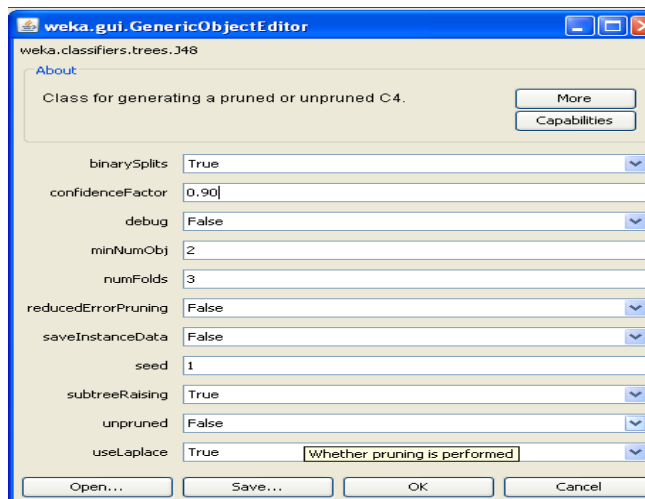 weka.gui.GenericObjectEditor
weka.classifiers.trees.J48
About
Class for generating a pruned or unpruned C4.
More
Capabilities
binarySplits True
confidenceFactor 0.90
debug False
minNumObj 2
numFolds 3
reducedErrorPruning False
saveInstanceData False
seed 1
subtreeRaising True
unpruned False
useLaplace True
Whether pruning is performed
Open... Save... OK Cancel